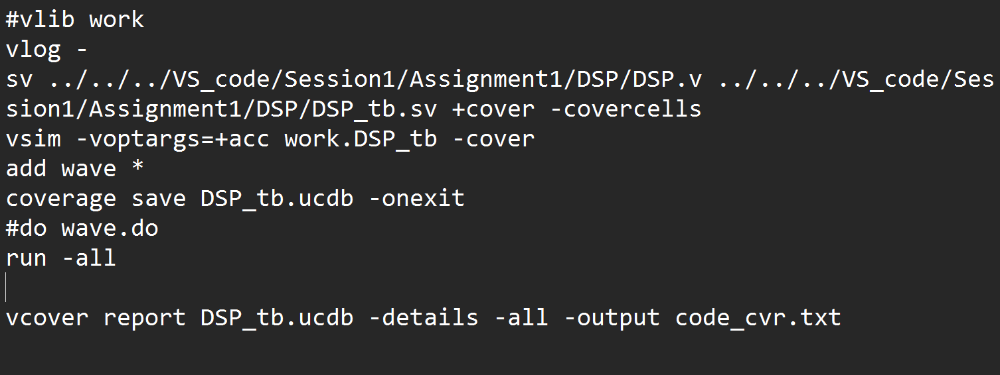 #vlib work
vlog -
sv ../../../VS_code/Session1/Assignment1/DSP/DSP.v ../../../VS_code/Ses
sion1/Assignment1/DSP/DSP_tb.sv +cover -covercells
vsim -voptargs=+acc work.DSP_tb -cover
add wave *
coverage save DSP_tb.ucdb -onexit
#do wave.do
run -all
vcover report DSP_tb.ucdb -details -all -output code_cvr.txt